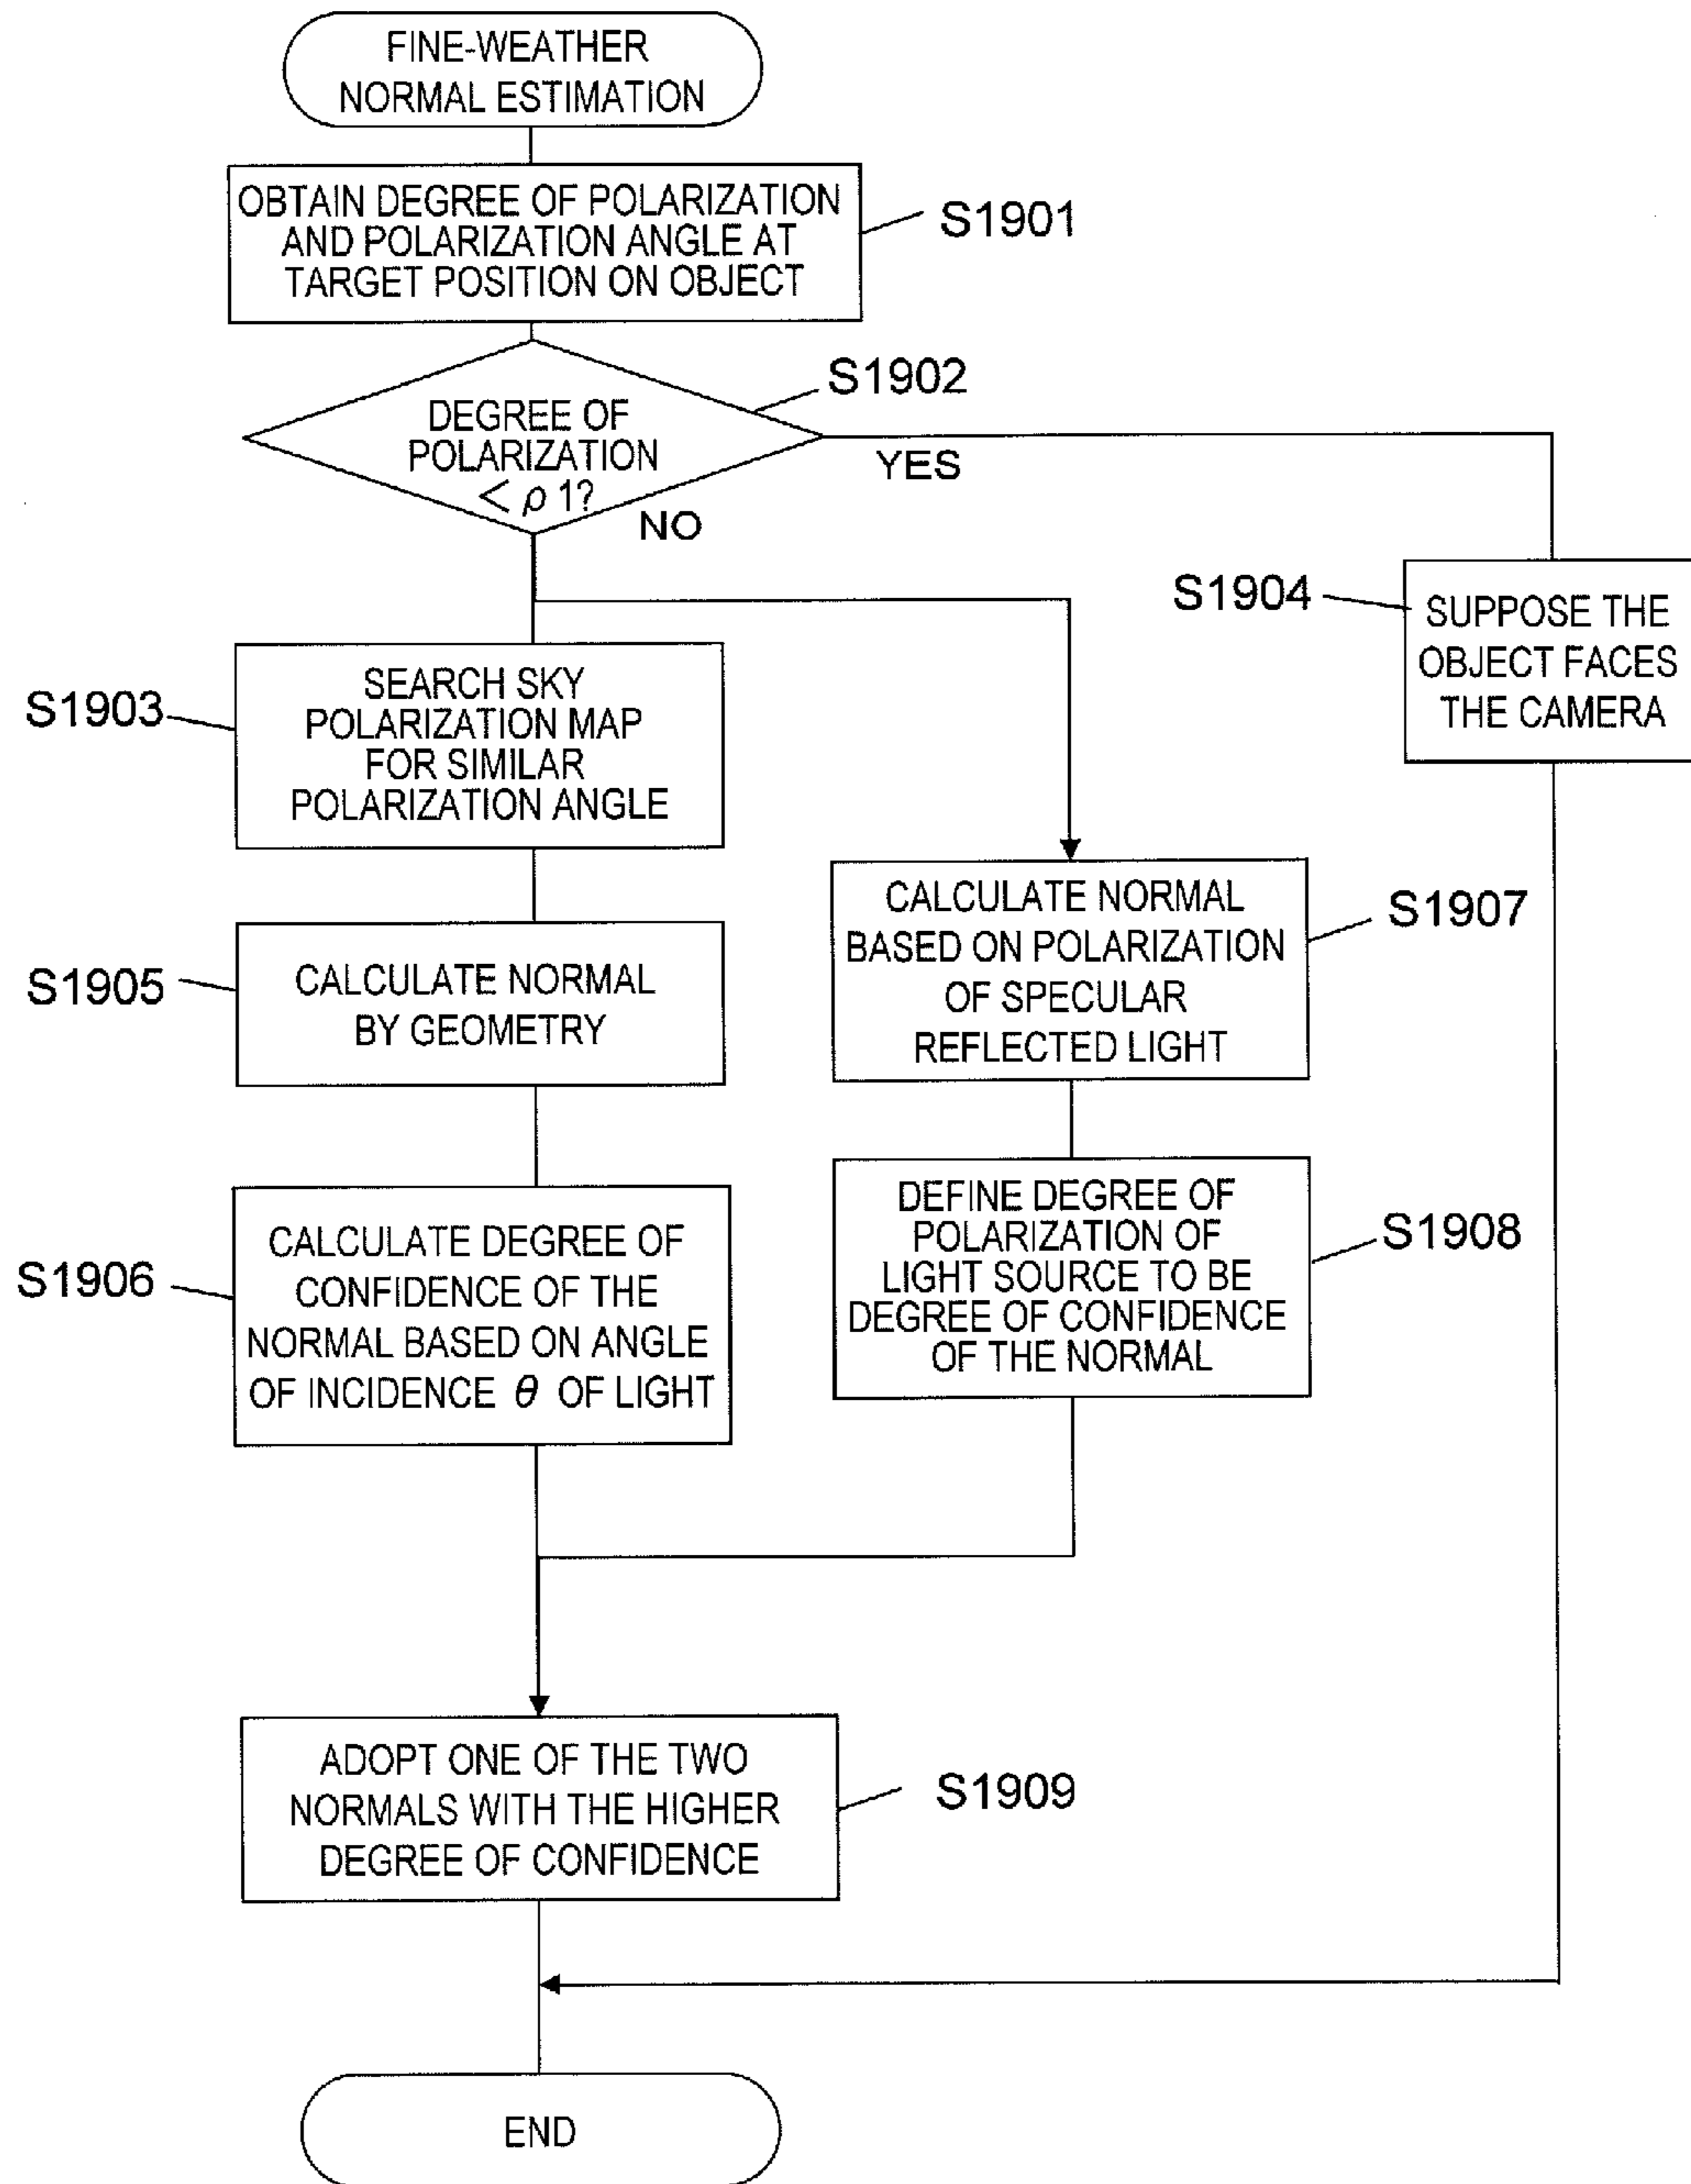 FINE-WEATHER
NORMAL ESTIMATION
OBTAIN DEGREE OF POLARIZATION
AND POLARIZATION ANGLE AT
TARGET POSITION ON OBJECT
S1901
S1902
DEGREE OF
POLARIZATION
< ρ 1?
YES
NO
S1904
SUPPOSE THE
OBJECT FACES
THE CAMERA
S1903
SEARCH SKY
POLARIZATION MAP
FOR SIMILAR
POLARIZATION ANGLE
CALCULATE NORMAL
BASED ON POLARIZATION
OF SPECULAR
REFLECTED LIGHT
S1907
S1905
CALCULATE NORMAL
BY GEOMETRY
DEFINE DEGREE OF
POLARIZATION OF
LIGHT SOURCE TO BE
DEGREE OF CONFIDENCE
OF THE NORMAL
S1908
S1906
CALCULATE DEGREE OF
CONFIDENCE OF THE
NORMAL BASED ON ANGLE
OF INCIDENCE θ OF LIGHT
ADOPT ONE OF THE TWO
NORMALS WITH THE HIGHER
DEGREE OF CONFIDENCE
S1909
END